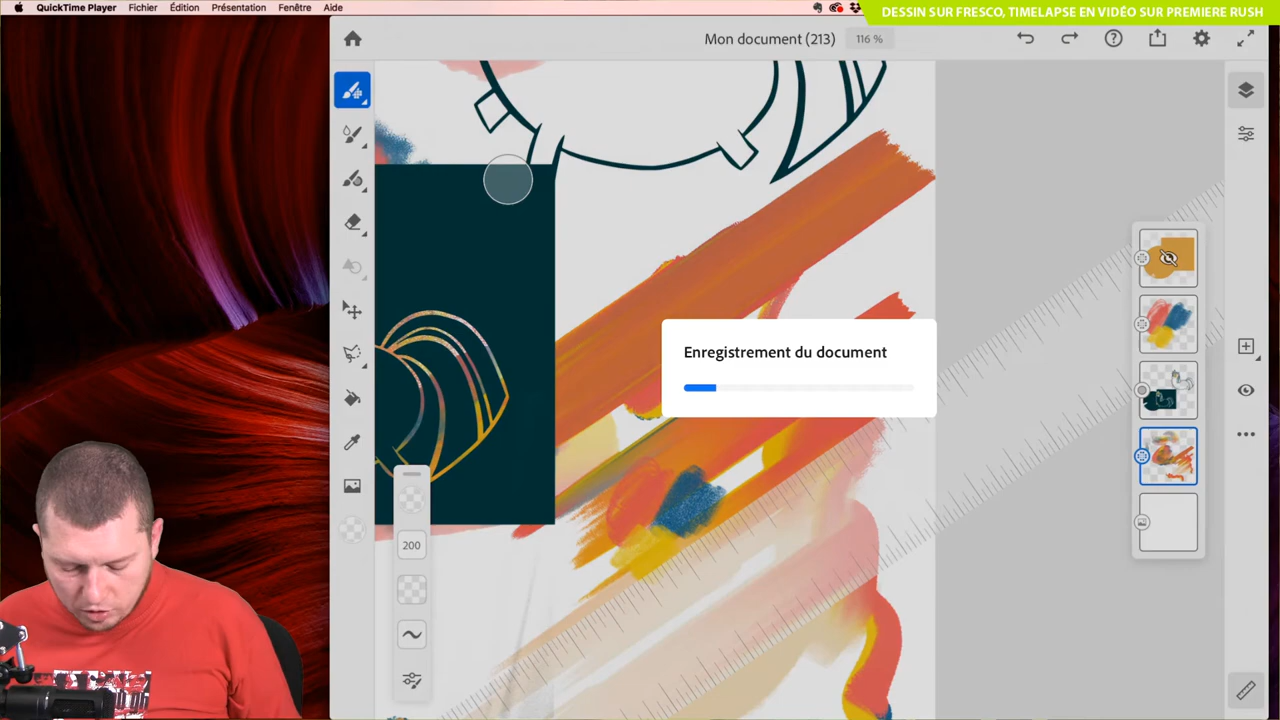 QuickTime Player Fichier Édition Présentation Fenêtre Aide
DESSIN SUR FRESCO, TIMELAPSE EN VIDÉO SUR PREMIERE RUSH
Mon document (213) 116 %
Enregistrement du document
200